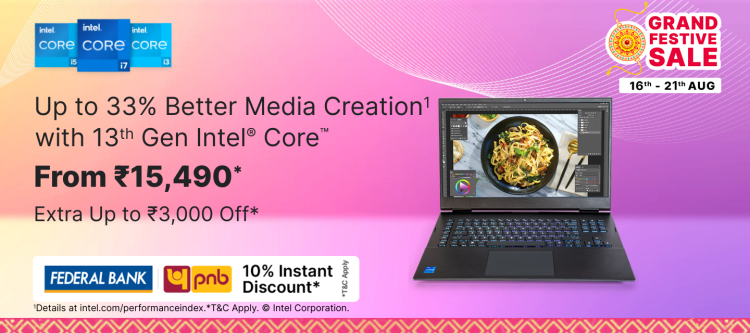 intel.
CORE
i5
intel.
CORE
i7
intel.
CORE
i3
GRAND
FESTIVE
SALE
16th - 21th AUG
Up to 33% Better Media Creation¹
with 13th Gen Intel® Core™
From ₹15,490*
Extra Up to ₹3,000 Off*
FEDERAL BANK
pnb
10% Instant
Discount*
*T&C Apply
¹Details at intel.com/performanceindex.*T&C Apply. © Intel Corporation.